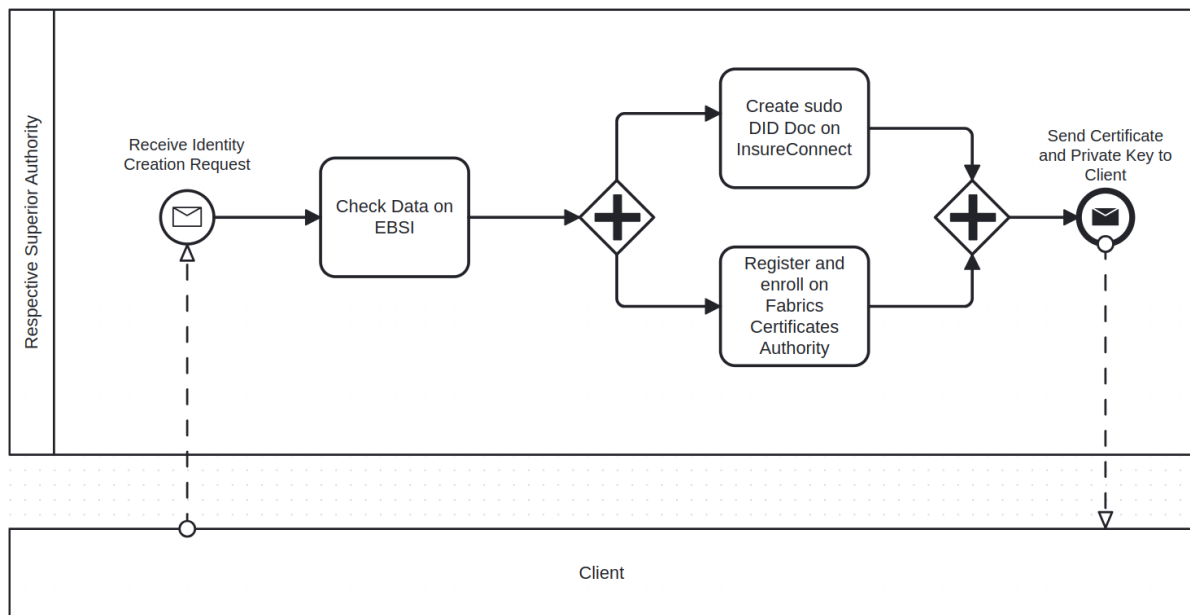 Respective Superior Authority
Receive Identity
Creation Request
Check Data on
EBSI
Create sudo
DID Doc on
InsureConnect
Register and
enroll on
Fabrics
Certificates
Authority
Send Certificate
and Private Key to
Client
Client